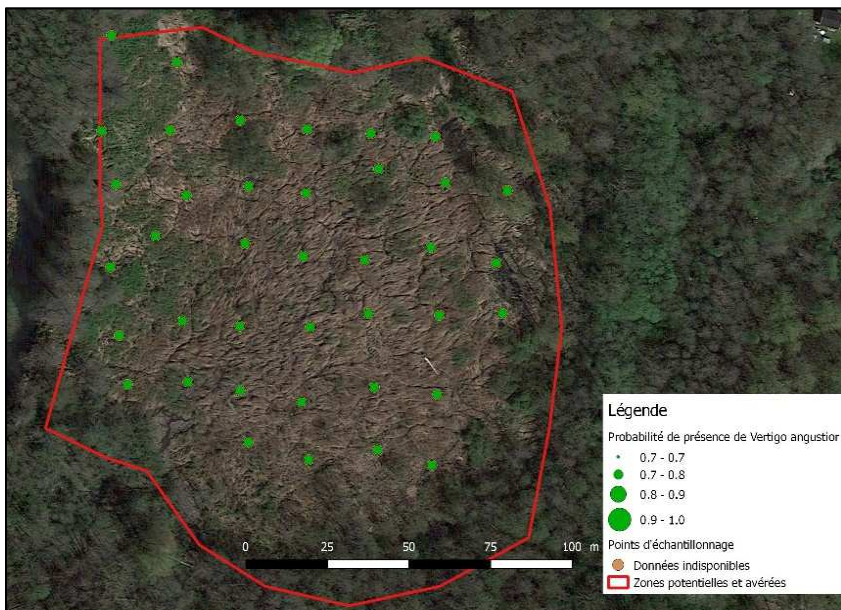 Légende
Probabilité de présence de Vertigo angustior
0.7 - 0.7
0.7 - 0.8
0.8 - 0.9
0.9 - 1.0
Points d'échantillonnage
Données indisponibles
Zones potentielles et avérées
0 25 50 75 100 m